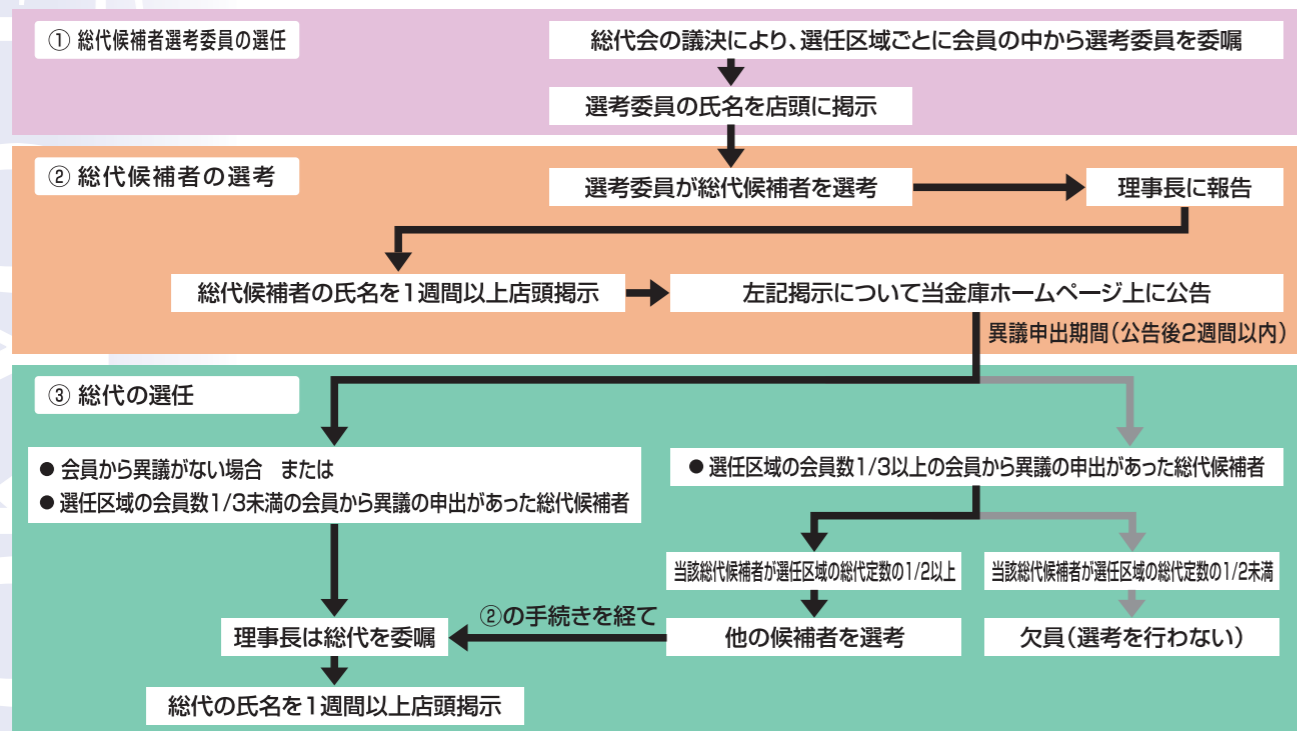 ① 総代候補者選考委員の選任
総代会の議決により、選任区域ごとに会員の中から選考委員を委嘱
選考委員の氏名を店頭に掲示
② 総代候補者の選考
選考委員が総代候補者を選考
理事長に報告
総代候補者の氏名を1週間以上店頭掲示
左記掲示について当金庫ホームページ上に公告
異議申出期間（公告後2週間以内）
③ 総代の選任
● 会員から異議がない場合　または
● 選任区域の会員数1/3未満の会員から異議の申出があった総代候補者
● 選任区域の会員数1/3以上の会員から異議の申出があった総代候補者
当該総代候補者が選任区域の総代定数の1/2以上
当該総代候補者が選任区域の総代定数の1/2未満
②の手続きを経て
理事長は総代を委嘱
他の候補者を選考
欠員（選考を行わない）
総代の氏名を1週間以上店頭掲示